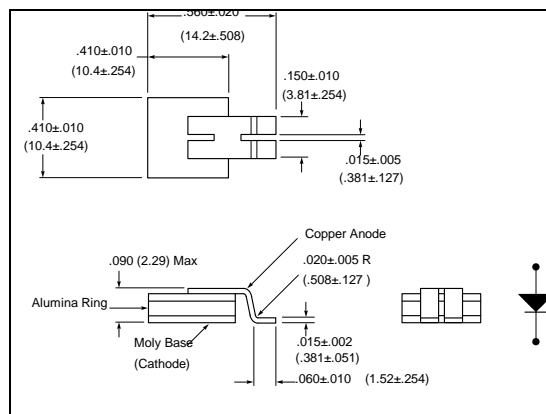 .560±.020
(14.2±.508)
.410±.010
(10.4±.254)
.150±.010
(3.81±.254)
.410±.010
(10.4±.254)
.015±.005
(.381±.127)
Copper Anode
.090 (2.29) Max
.020±.005 R
(.508±.127 )
Alumina Ring
Moly Base
(Cathode)
.015±.002
(.381±.051)
.060±.010 (1.52±.254)